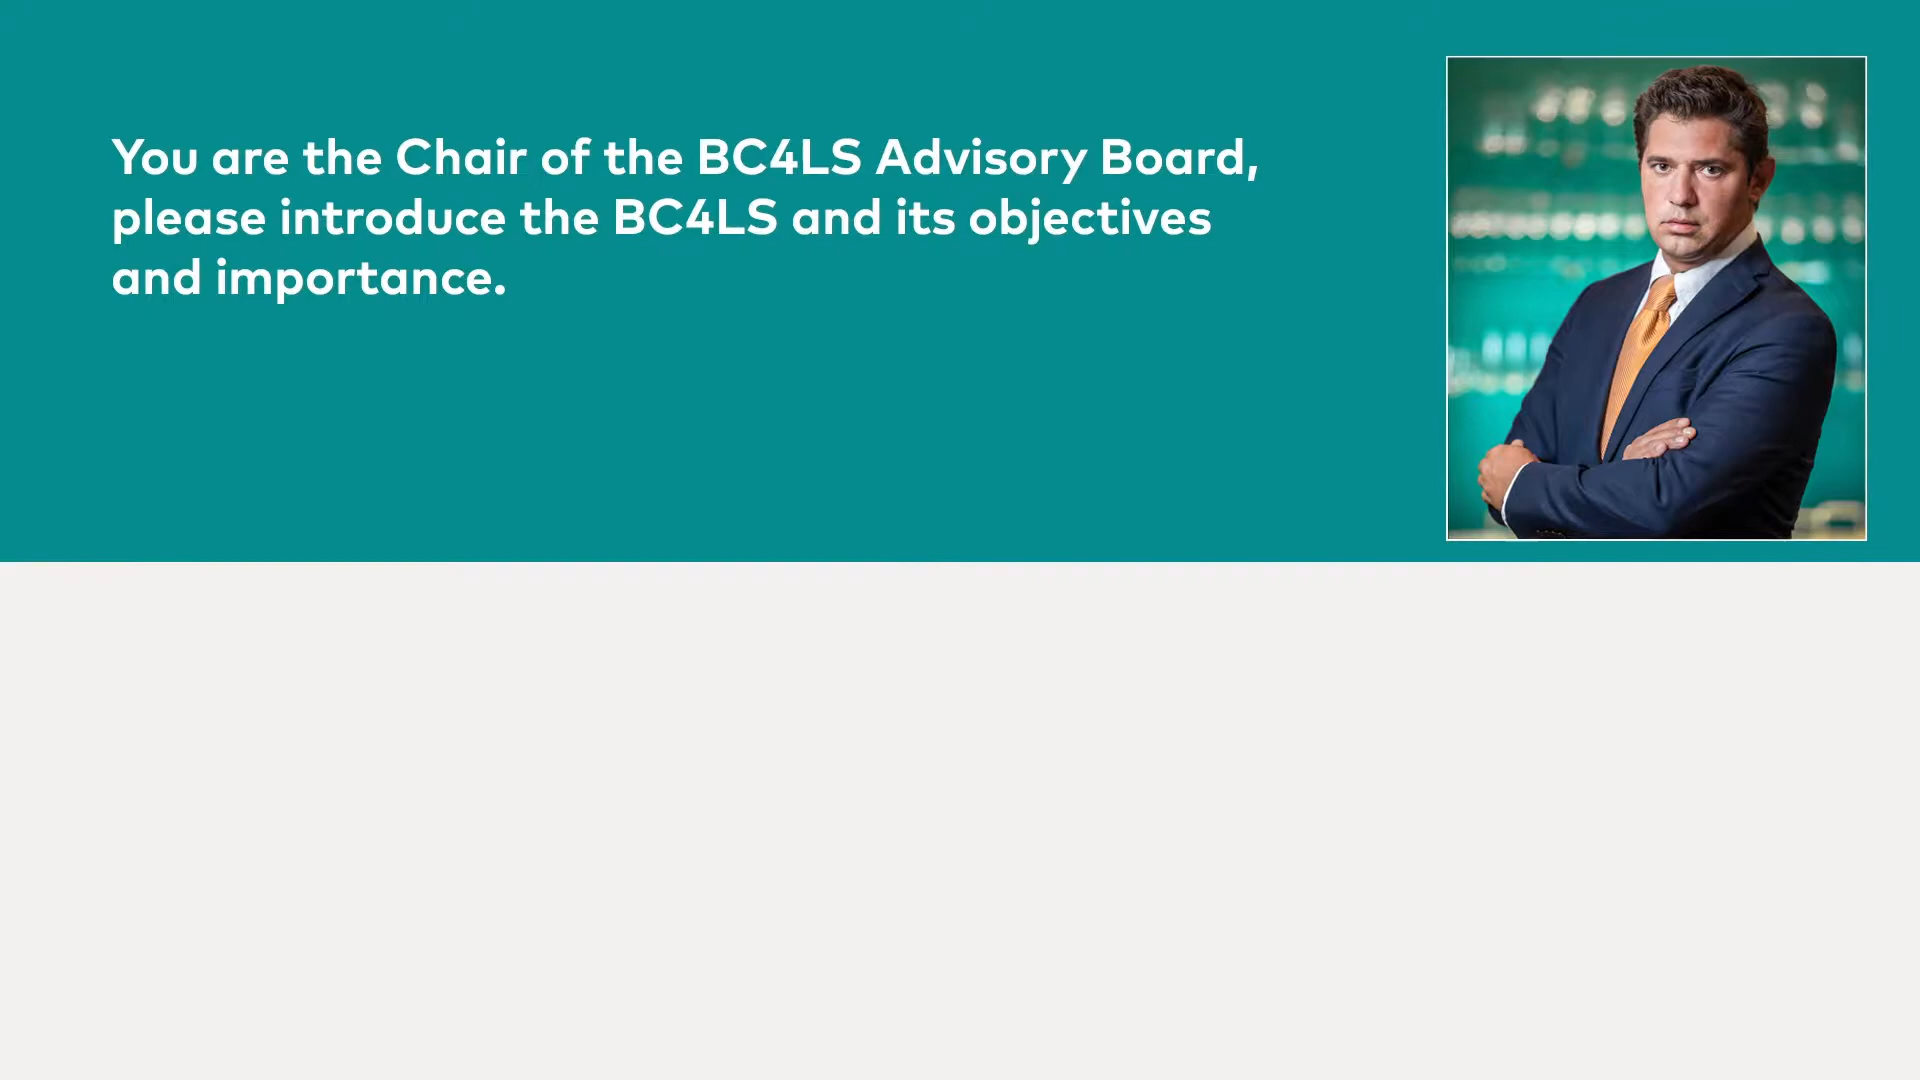 You are the Chair of the BC4LS Advisory Board,
please introduce the BC4LS and its objectives
and importance.